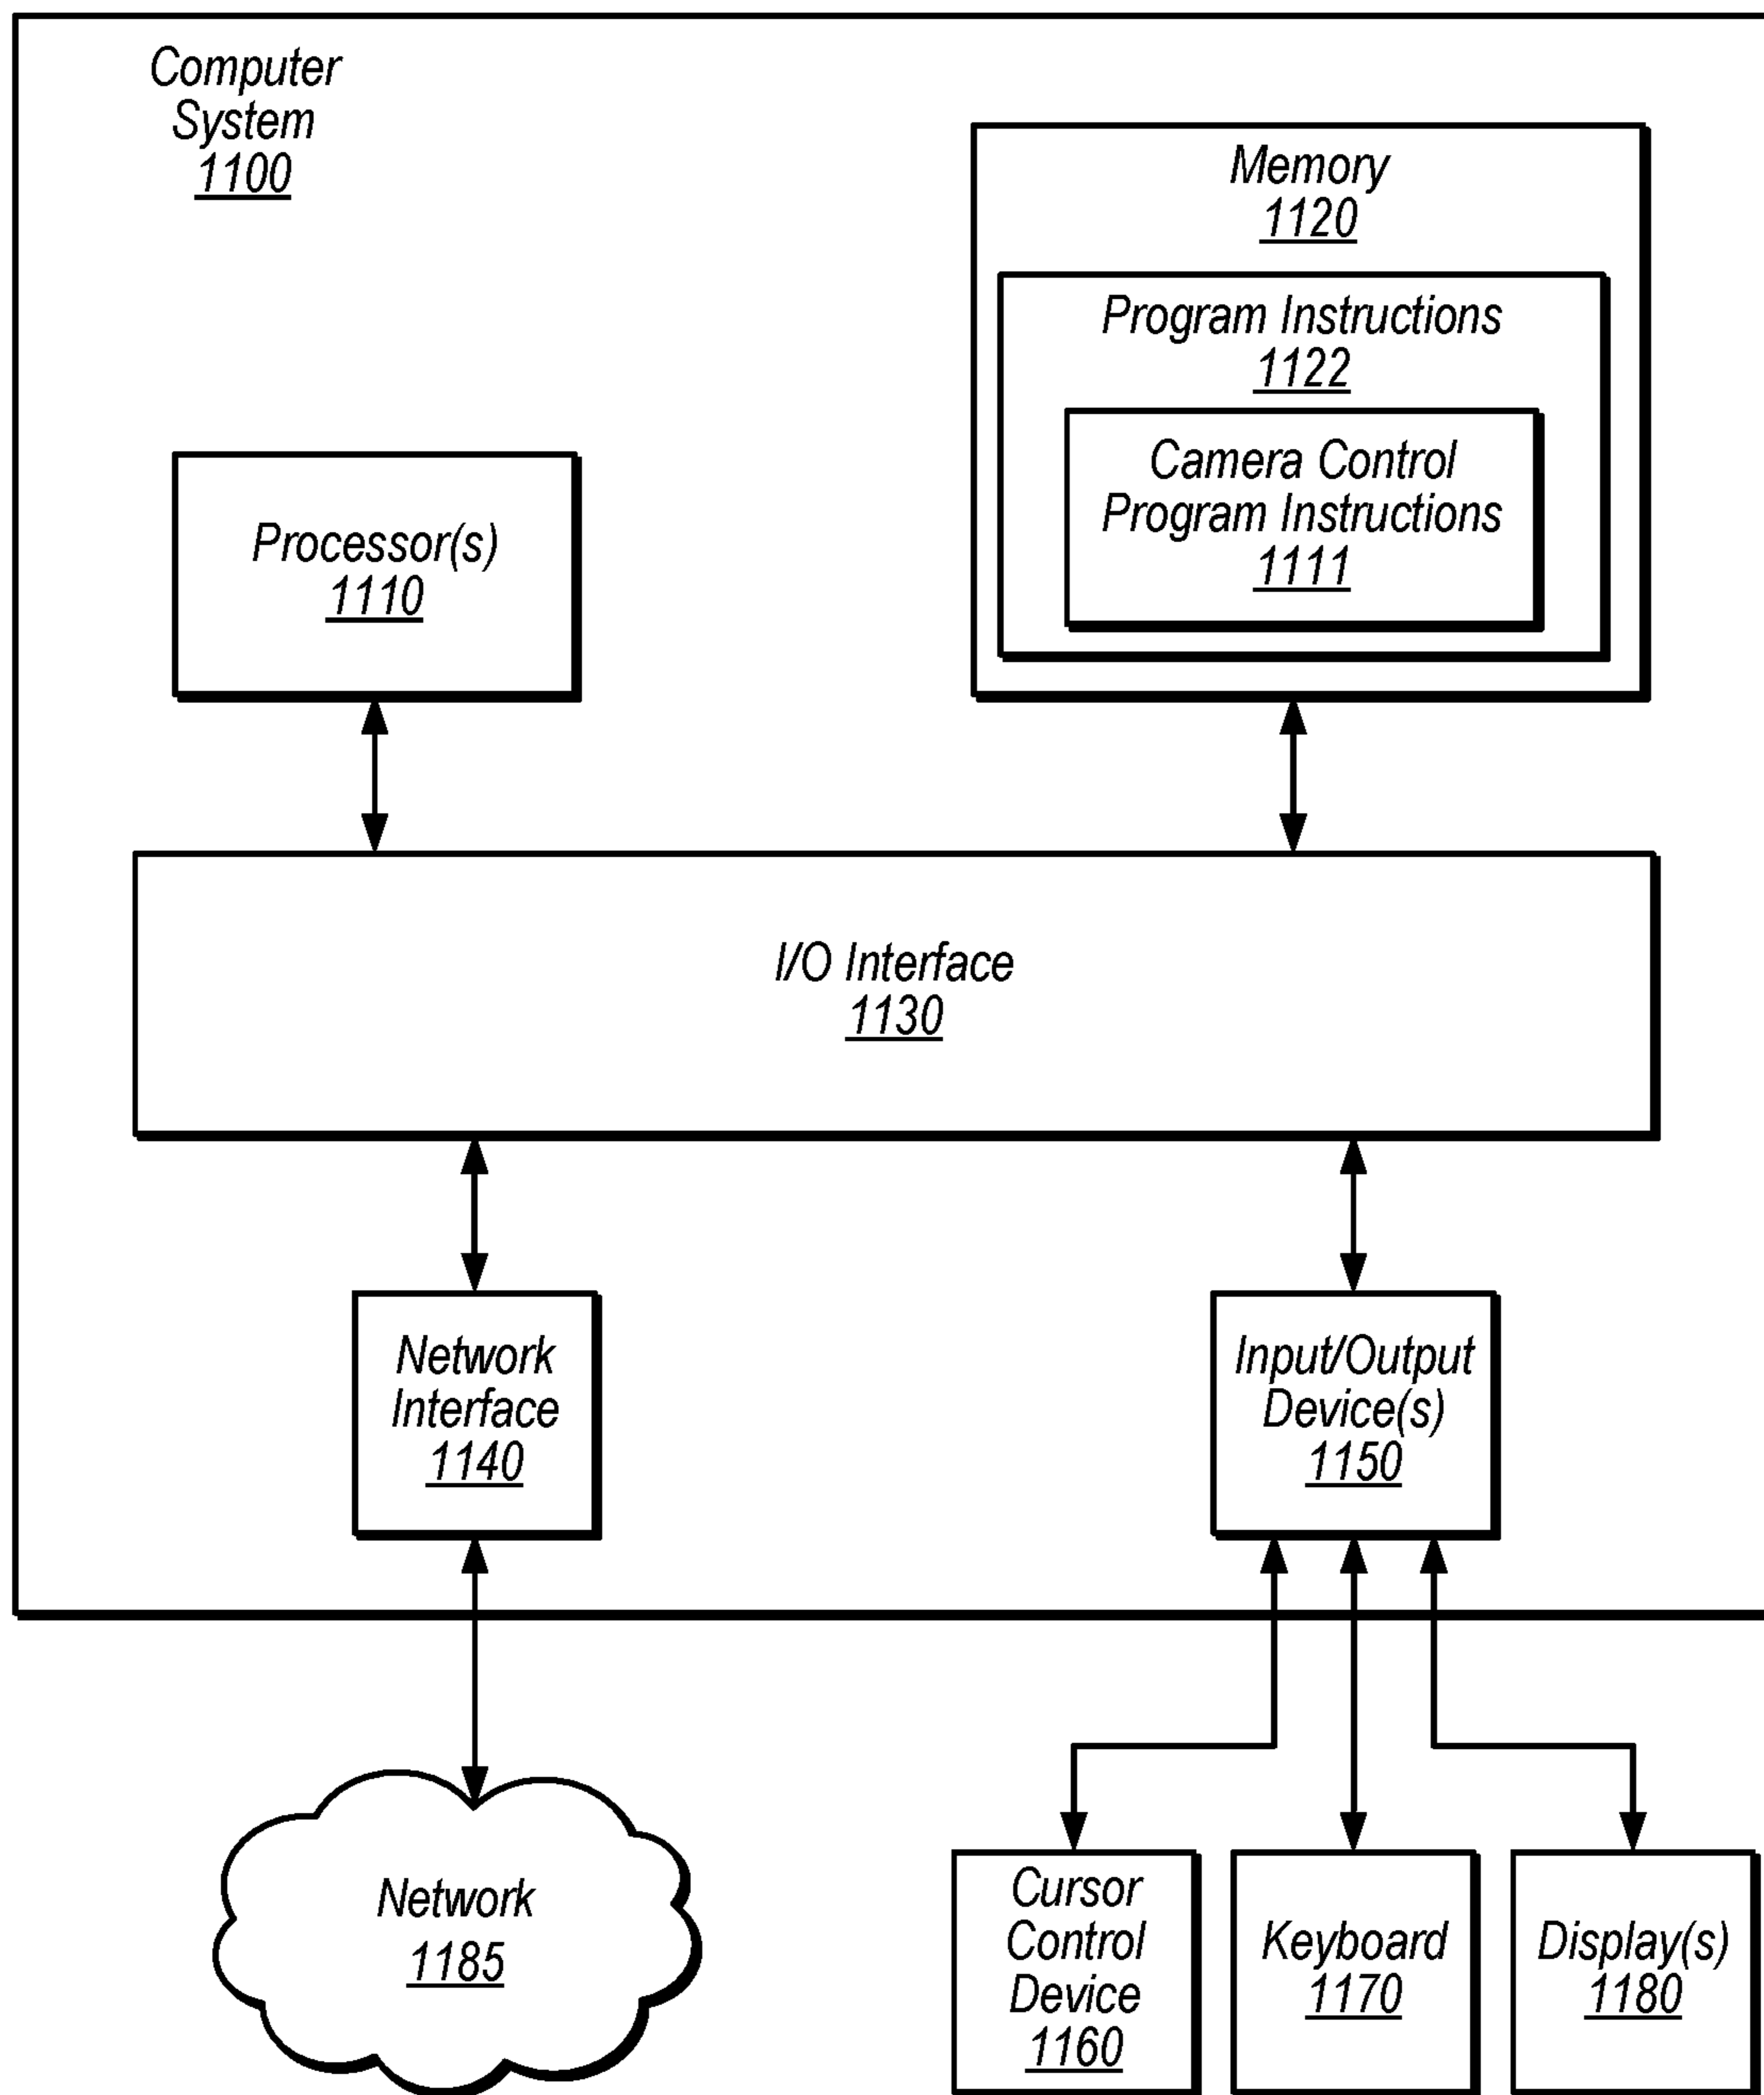 Computer
System
1100
Memory
1120
Program Instructions
1122
Camera Control
Program Instructions
1111
Processor(s)
1110
I/O Interface
1130
Network
Interface
1140
Input/Output
Device(s)
1150
Network
1185
Cursor
Control
Device
1160
Keyboard
1170
Display(s)
1180